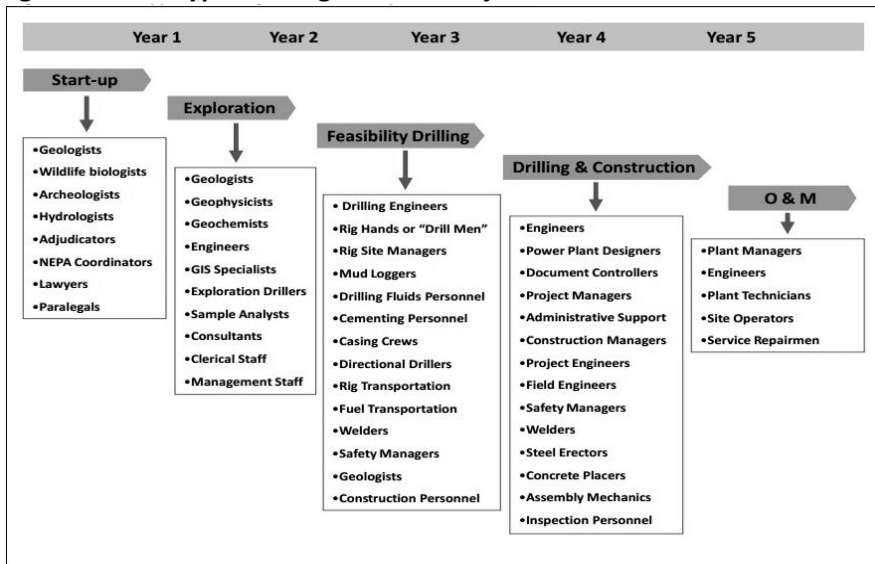 Year 1 Year 2 Year 3 Year 4 Year 5
Start-up
•Geologists
•Wildlife biologists
•Archeologists
•Hydrologists
•Adjudicators
•NEPA Coordinators
•Lawyers
•Paralegals
Exploration
•Geologists
•Geophysicists
•Geochemists
•Engineers
•GIS Specialists
•Exploration Drillers
•Sample Analysts
•Consultants
•Clerical Staff
•Management Staff
Feasibility Drilling
• Drilling Engineers
•Rig Hands or “Drill Men”
•Rig Site Managers
•Mud Loggers
•Drilling Fluids Personnel
•Cementing Personnel
•Casing Crews
•Directional Drillers
•Rig Transportation
•Fuel Transportation
•Welders
•Safety Managers
•Geologists
•Construction Personnel
Drilling & Construction
•Engineers
•Power Plant Designers
•Document Controllers
•Project Managers
•Administrative Support
•Construction Managers
•Project Engineers
•Field Engineers
•Safety Managers
•Welders
•Steel Erectors
•Concrete Placers
•Assembly Mechanics
•Inspection Personnel
O & M
•Plant Managers
•Engineers
•Plant Technicians
•Site Operators
•Service Repairmen